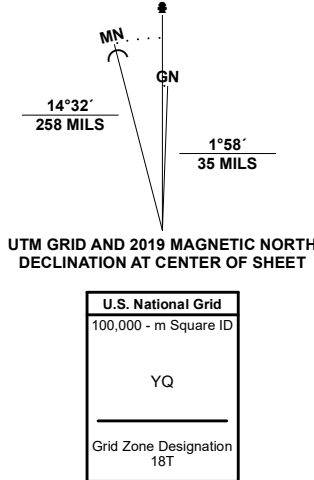 MN
GN
14°32´
258 MILS
1°58´
35 MILS
UTM GRID AND 2019 MAGNETIC NORTH
DECLINATION AT CENTER OF SHEET
U.S. National Grid
100,000 - m Square ID
YQ
Grid Zone Designation
18T